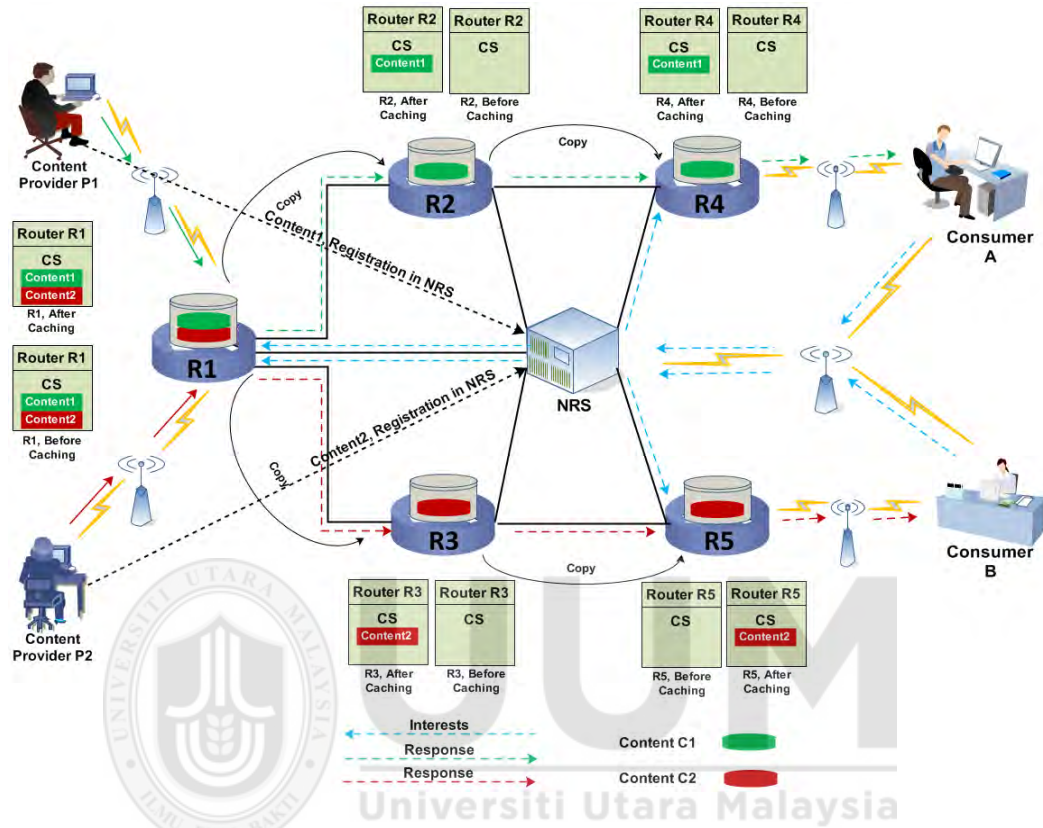 Router R2
CS
Content1
R2, After
Caching
Router R2
CS
R2, Before
Caching
Router R4
CS
Content1
R4, After
Caching
Router R4
CS
R4, Before
Caching
Content
Provider P1
Copy
Copy
R2
R4
Content1, Registration in NRS
Consumer
A
Router R1
CS
Content1
Content2
R1, After
Caching
R1
NRS
Router R1
CS
Content1
Content2
R1, Before
Caching
Content2, Registration in NRS
Copy
R3
R5
Copy
Consumer
B
Content
Provider P2
Router R3
CS
Content2
R3, After
Caching
Router R3
CS
R3, Before
Caching
Router R5
CS
R5, Before
Caching
Router R5
CS
Content2
R5, After
Caching
Interests
Response
Response
Content C1
Content C2
UUM
Universiti Utara Malaysia
UNIVERSITI UTARA MALAYSIA